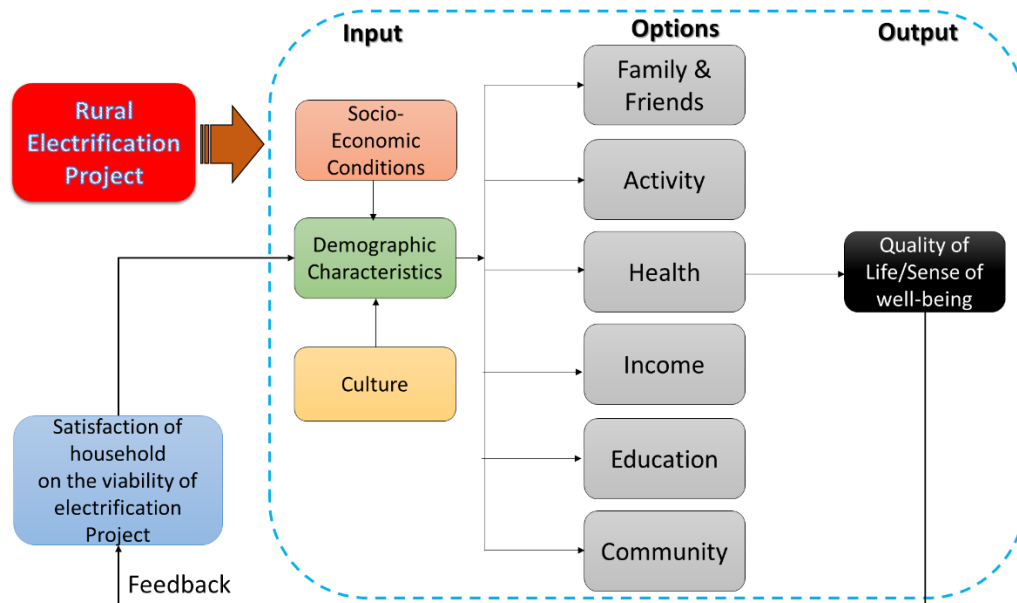 Input
Options
Output
Rural
Electrification
Project
Socio-
Economic
Conditions
Demographic
Characteristics
Culture
Family &
Friends
Activity
Health
Income
Education
Community
Quality of
Life/Sense of
well-being
Satisfaction of
household
on the viability of
electrification
Project
Feedback